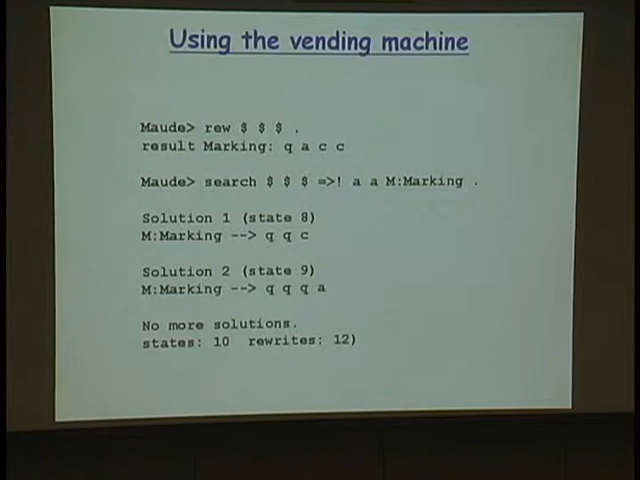 Using the vending machine
Maude> rew $ $ $ .
result Marking: q a c c
Maude> search $ $ $ =>! a a M:Marking .
Solution 1 (state 8)
M:Marking --> q q c
Solution 2 (state 9)
M:Marking --> q q q a
No more solutions.
states: 10 rewrites: 12)